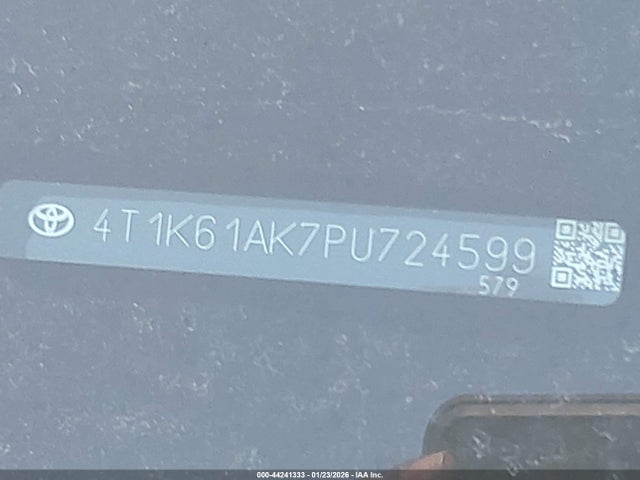 4T1K61AK7PU724599
579
000-44241333 - 01/23/2026 - IAA Inc.